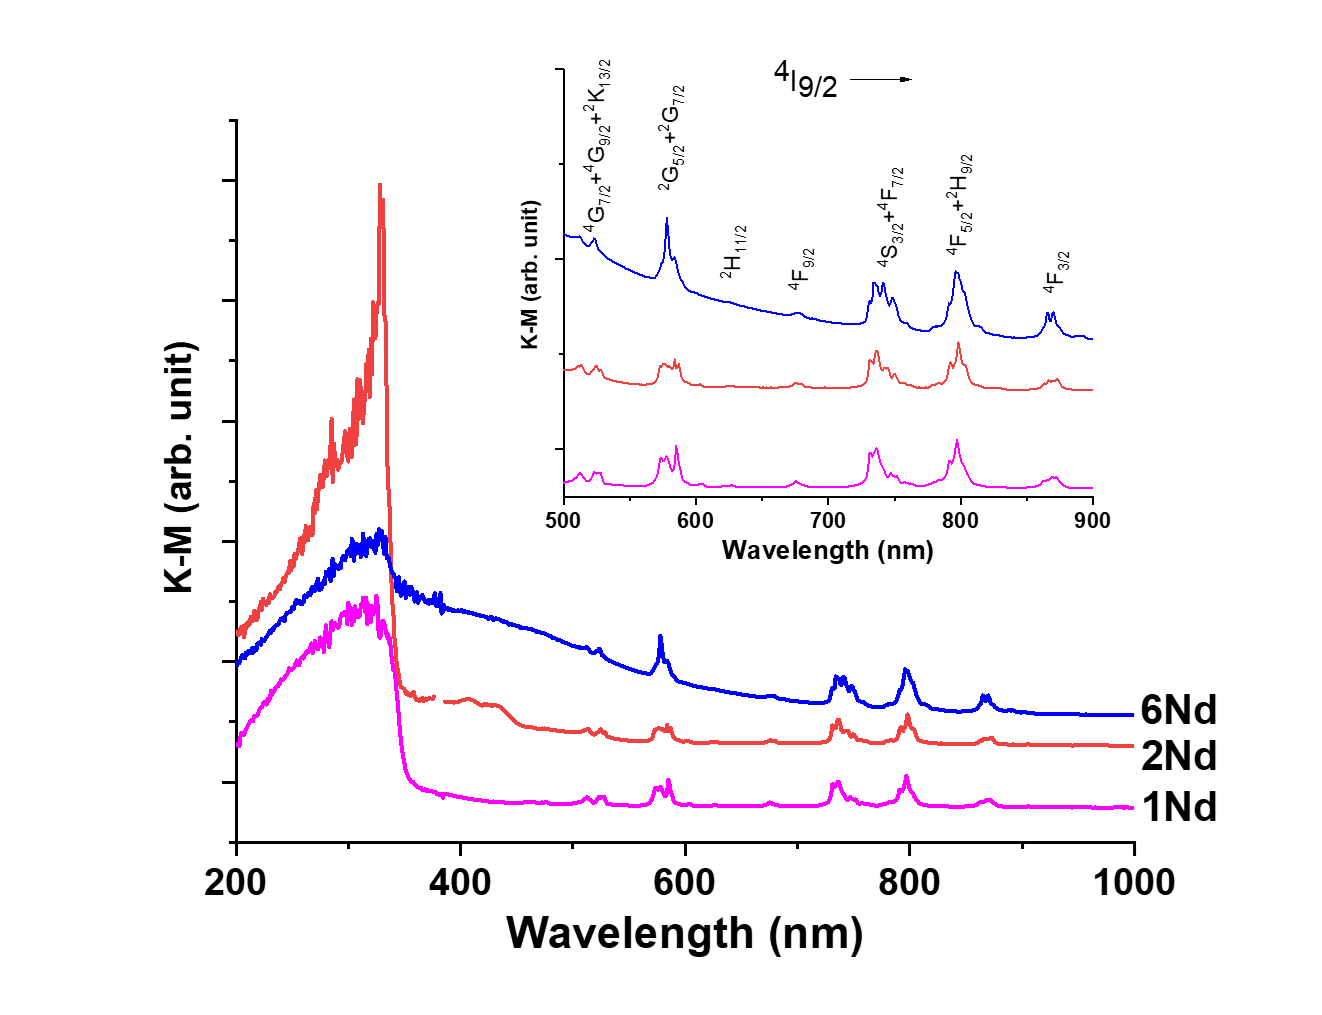 ⁴I9/2
⁴G7/2+⁴G9/2+²K13/2
²G5/2+²G7/2
²H11/2
⁴F9/2
⁴S3/2+⁴F7/2
⁴F5/2+²H9/2
⁴F3/2
K-M (arb. unit)
500 600 700 800 900
Wavelength (nm)
K-M (arb. unit)
6Nd
2Nd
1Nd
200 400 600 800 1000
Wavelength (nm)